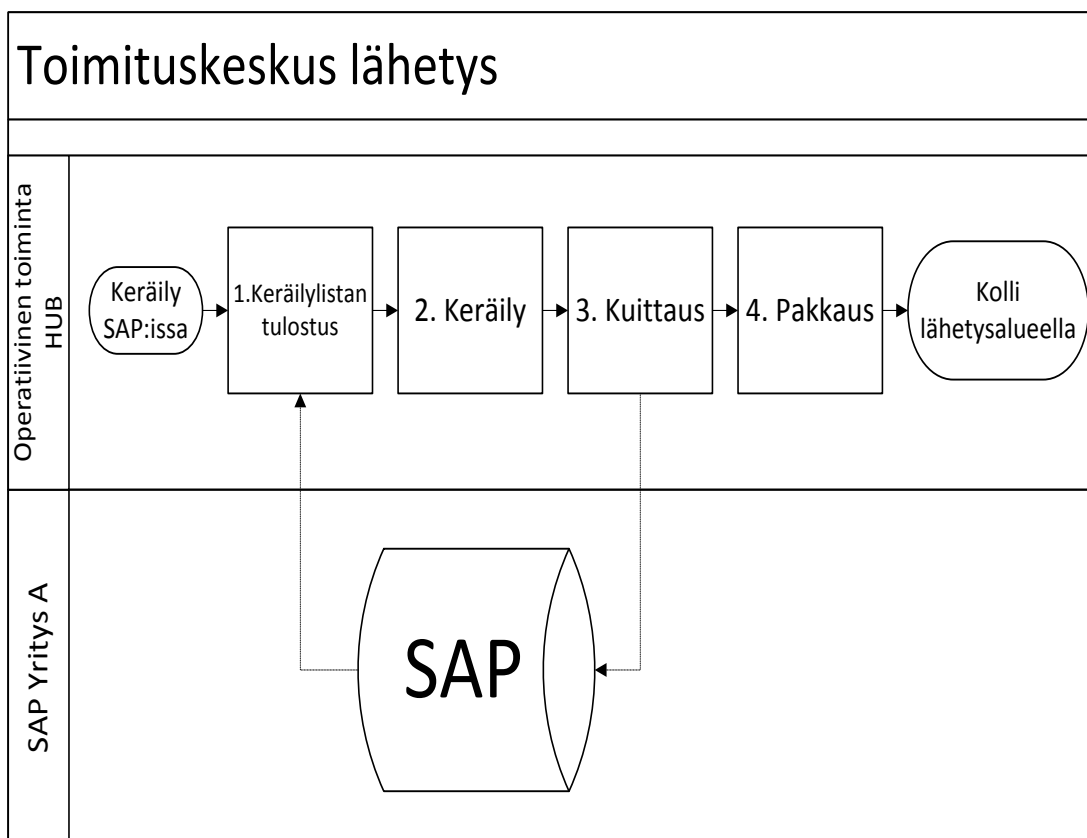 Toimituskeskus lähetys
Operatiivinen toiminta
HUB
Keräily
SAP:issa
1.Keräilylistan
tulostus
2. Keräily
3. Kuittaus
4. Pakkaus
Kolli
lähetysalueella
SAP Yritys A
SAP